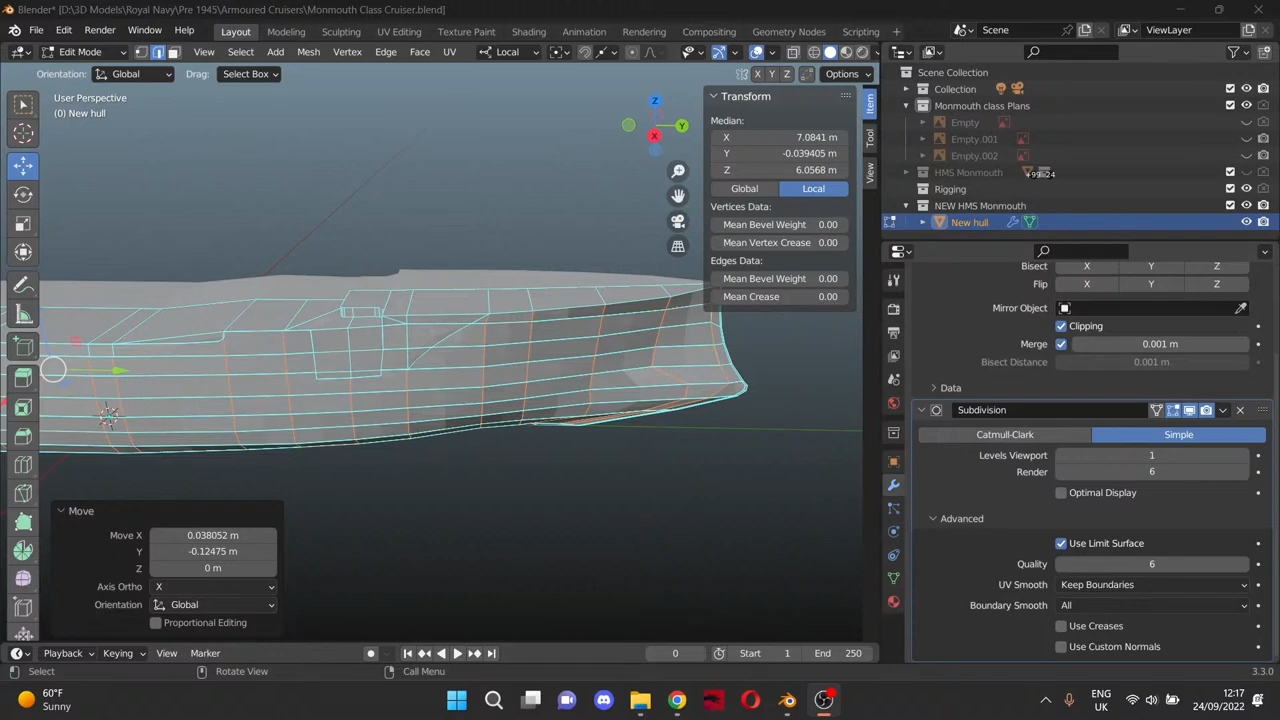 Blender* [D:\3D Models\Royal Navy\Pre 1945\Armoured Cruisers\Monmouth Class Cruiser.blend]
File Edit Render Window Help Layout Modeling Sculpting UV Editing Texture Paint Shading Animation Rendering Compositing Geometry Nodes Scripting Scene ViewLayer
Edit Mode View Select Add Mesh Vertex Edge Face UV Local
Orientation: Global Drag: Select Box X Y Z Options
User Perspective
(0) New hull
Z
Y
X
Transform
Median:
X 7.0841 m
Y -0.039405 m
Z 6.0568 m
Global Local
Vertices Data:
Mean Bevel Weight 0.00
Mean Vertex Crease 0.00
Edges Data:
Mean Bevel Weight 0.00
Mean Crease 0.00
Item
Tool
View
Scene Collection
Collection
Monmouth class Plans
Empty
Empty.001
Empty.002
HMS Monmouth +99 24
Rigging
NEW HMS Monmouth
New hull
Bisect X Y Z
Flip X Y Z
Mirror Object
Clipping
Merge 0.001 m
Bisect Distance 0.001 m
Data
Subdivision
Catmull-Clark Simple
Levels Viewport 1
Render 6
Optimal Display
Advanced
Use Limit Surface
Quality 6
UV Smooth Keep Boundaries
Boundary Smooth All
Use Creases
Use Custom Normals
Move
Move X 0.038052 m
Y -0.12475 m
Z 0 m
Axis Ortho X
Orientation Global
Proportional Editing
Playback Keying View Marker 0 Start 1 End 250
Select Rotate View Call Menu 3.3.0
60°F
Sunny
ENG
UK
12:17
24/09/2022